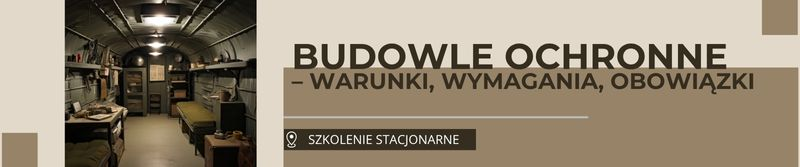 BUDOWLE OCHRONNE
– WARUNKI, WYMAGANIA, OBOWIĄZKI
SZKOLENIE STACJONARNE